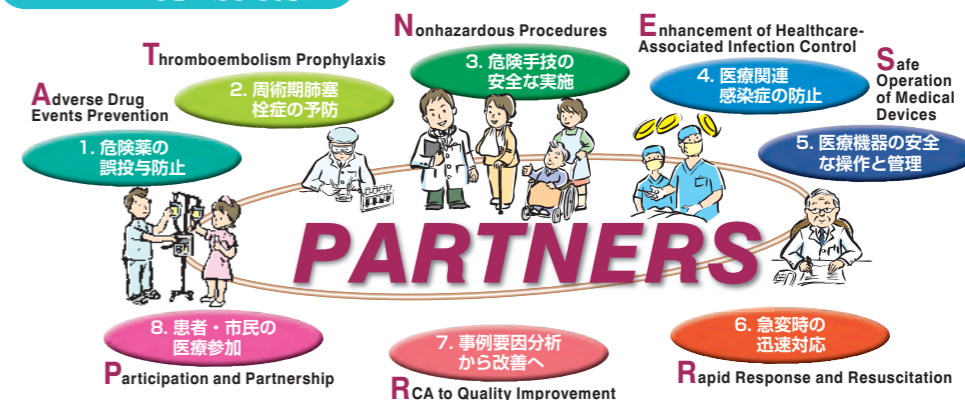 Adverse Drug
Events Prevention
1. 危険薬の
誤投与防止
Thromboembolism Prophylaxis
2. 周術期肺塞
栓症の予防
Nonhazardous Procedures
3. 危険手技の
安全な実施
Enhancement of Healthcare-
Associated Infection Control
4. 医療関連
感染症の防止
Safe
Operation
of Medical
Devices
5. 医療機器の安全
な操作と管理
PARTNERS
8. 患者・市民の
医療参加
Participation and Partnership
7. 事例要因分析
から改善へ
RCA to Quality Improvement
6. 急変時の
迅速対応
Rapid Response and Resuscitation